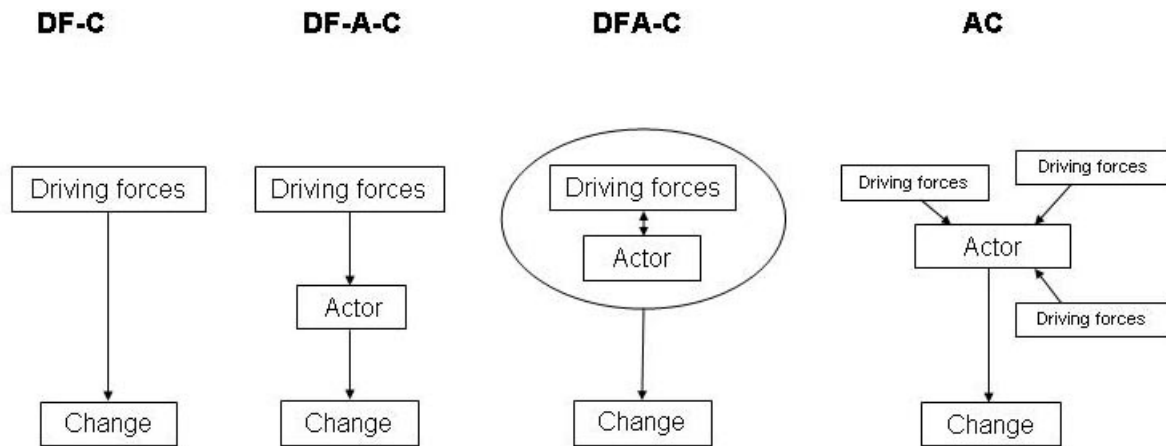 DF-C
DF-A-C
DFA-C
AC
Driving forces
Driving forces
Driving forces
Driving forces
Driving forces
Actor
Actor
Actor
Driving forces
Change
Change
Change
Change